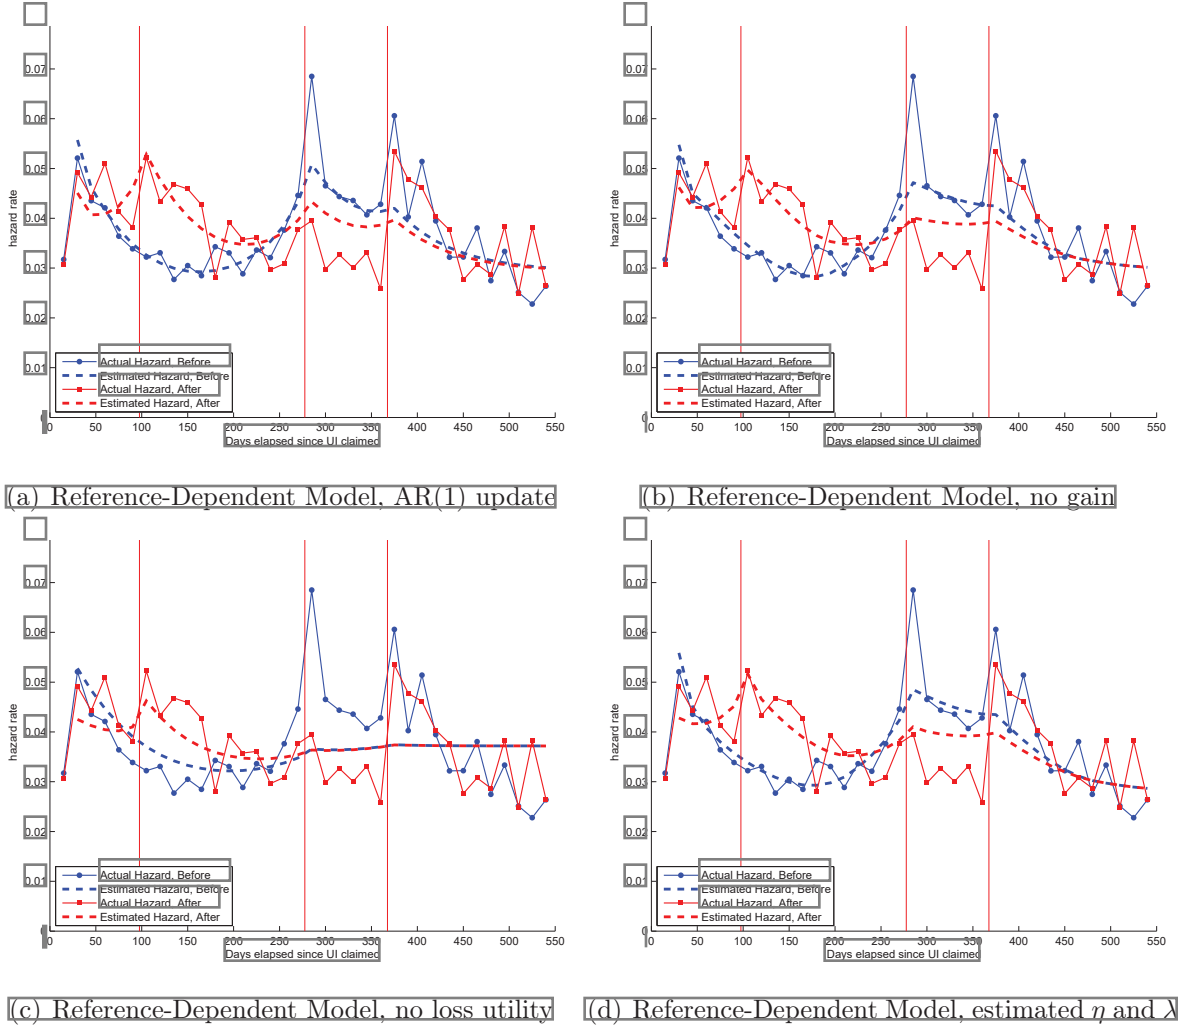 0.07
0.06
0.05
0.04
0.03
0.02
0.01
0
hazard rate
Actual Hazard, Before
Estimated Hazard, Before
Actual Hazard, After
Estimated Hazard, After
0 50 100 150 200 250 300 350 400 450 500 550
Days elapsed since UI claimed
(a) Reference-Dependent Model, AR(1) update
0.07
0.06
0.05
0.04
0.03
0.02
0.01
hazard rate
Actual Hazard, Before
Estimated Hazard, Before
Actual Hazard, After
Estimated Hazard, After
0 50 100 150 200 250 300 350 400 450 500 550
Days elapsed since UI claimed
(b) Reference-Dependent Model, no gain
0.07
0.06
0.05
0.04
0.03
0.02
0.01
hazard rate
Actual Hazard, Before
Estimated Hazard, Before
Actual Hazard, After
Estimated Hazard, After
0 50 100 150 200 250 300 350 400 450 500 550
Days elapsed since UI claimed
(c) Reference-Dependent Model, no loss utility
0.07
0.06
0.05
0.04
0.03
0.02
0.01
hazard rate
Actual Hazard, Before
Estimated Hazard, Before
Actual Hazard, After
Estimated Hazard, After
0 50 100 150 200 250 300 350 400 450 500 550
Days elapsed since UI claimed
(d) Reference-Dependent Model, estimated η and λ